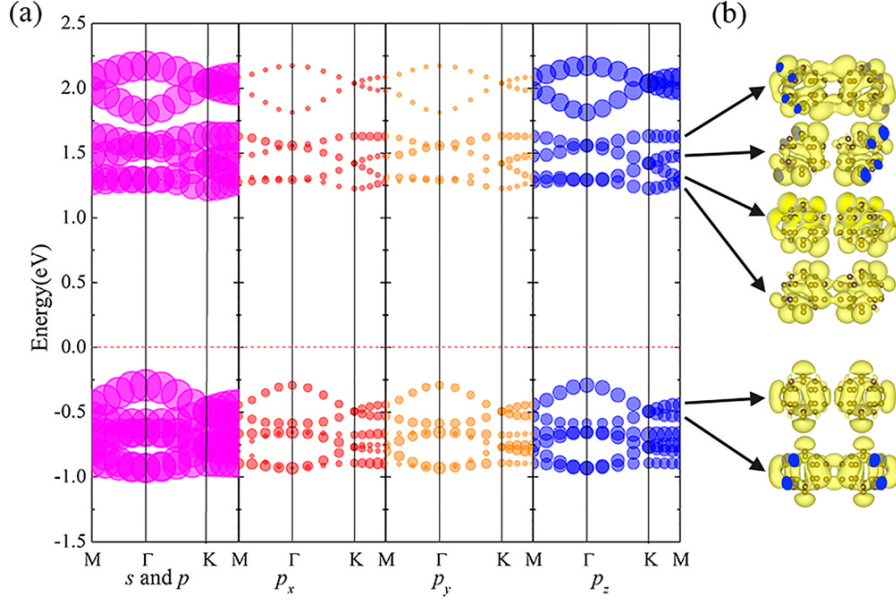 (a)
(b)
Energy(eV)
2.5
2.0
1.5
1.0
0.5
0.0
-0.5
-1.0
-1.5
M Γ K M Γ K M Γ K M Γ K M
s and p px py pz